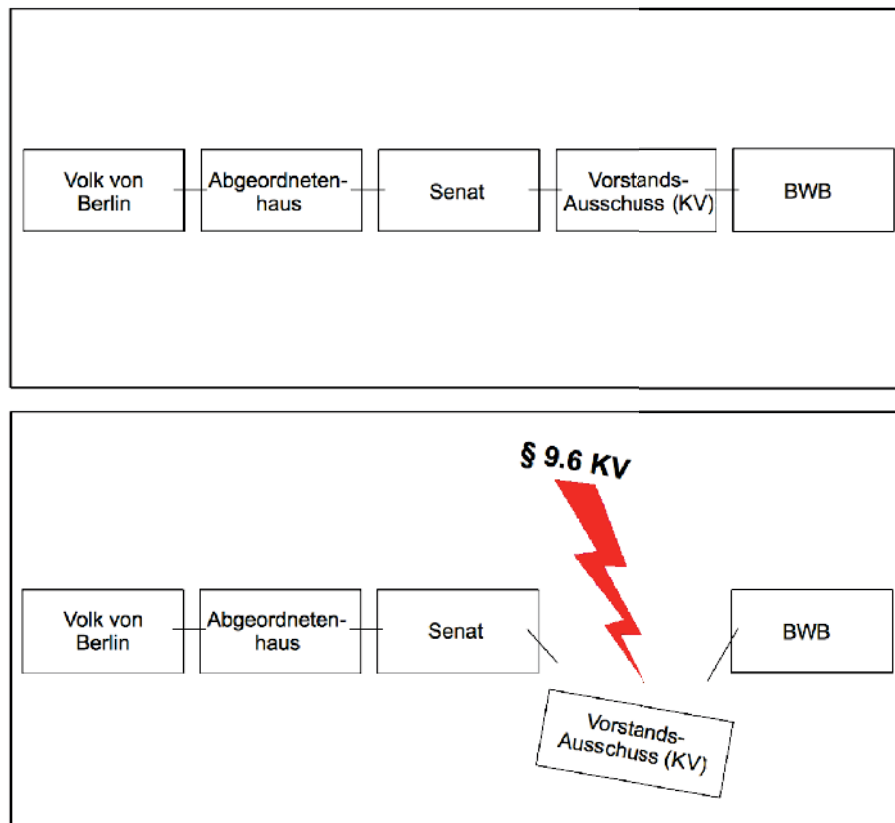 Volk von
Berlin
Abgeordneten-
haus
Senat
Vorstands-
Ausschuss (KV)
BWB
§ 9.6 KV
Volk von
Berlin
Abgeordneten-
haus
Senat
Vorstands-
Ausschuss (KV)
BWB